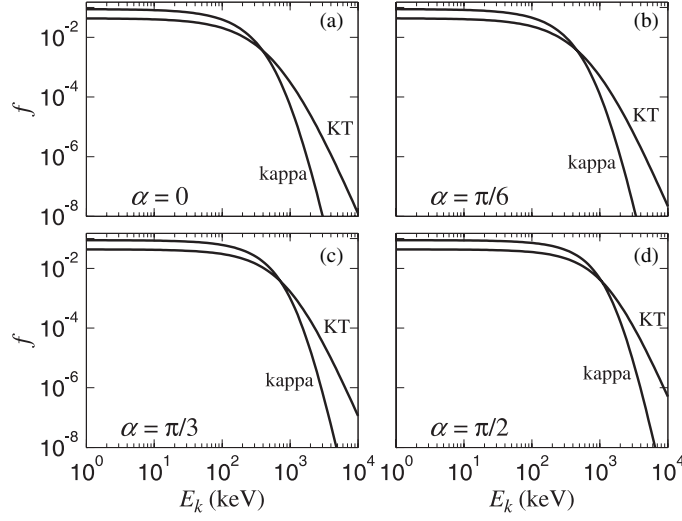 (a)
10^-2
10^-4
10^-6
10^-8
f
KT
kappa
α = 0
(b)
KT
kappa
α = π/6
(c)
10^-2
10^-4
10^-6
10^-8
f
KT
kappa
α = π/3
10^0 10^1 10^2 10^3 10^4
E_k (keV)
(d)
KT
kappa
α = π/2
10^0 10^1 10^2 10^3 10^4
E_k (keV)